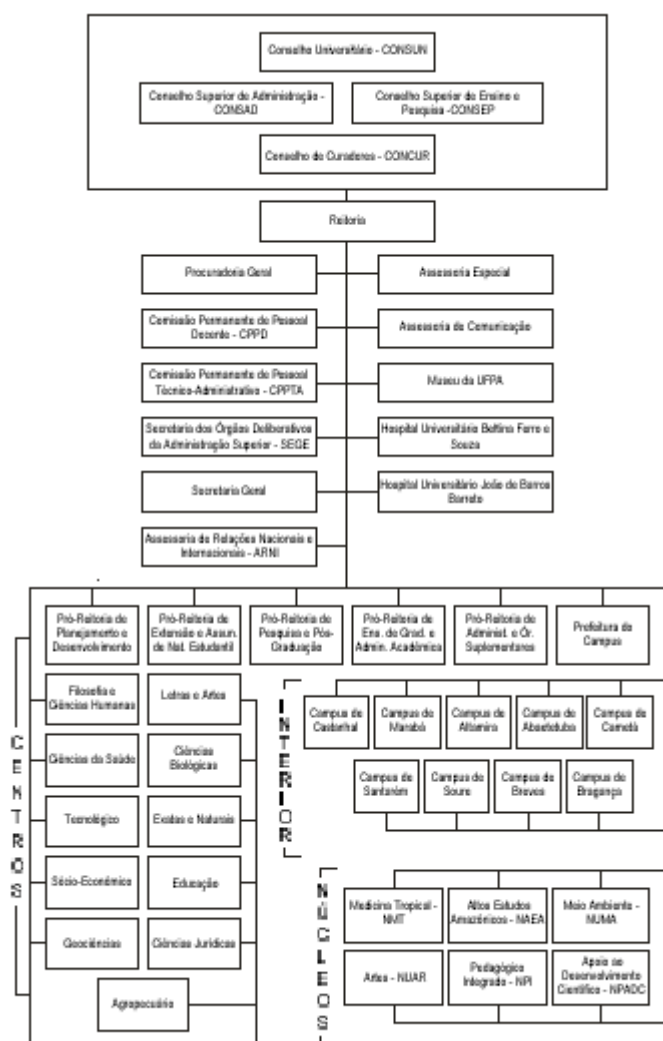 Conselho Universitário - CONSUN
Conselho Superior de Administração -
CONSAD
Conselho Superior de Ensino e
Pesquisa -CONSEP
Conselho de Curadores - CONCUR
Reitoria
Procuradoria Geral
Assessoria Especial
Comissão Permanente de Pessoal
Docente - CPPD
Assessoria de Comunicação
Comissão Permanente de Pessoal
Técnico-Administrativo - CPPTA
Museu da UFPA
Secretaria dos Órgãos Deliberativos
da Administração Superior - SEGE
Hospital Universitário Bettina Ferro e
Souza
Secretaria Geral
Hospital Universitário João de Barros
Barreto
Assessoria de Relações Nacionais e
Internacionais - ARNI
Pró-Reitoria de
Planejamento e
Desenvolvimento
Pró-Reitoria de
Extensão e Assun.
de Nat. Estudantil
Pró-Reitoria de
Pesquisa e Pós-
Graduação
Pró-Reitoria de
Ens. de Grad. e
Admin. Acadêmica
Pró-Reitoria de
Administ. e Ór.
Suplementares
Prefeitura de
Campus
CENTROS
Filosofia e
Ciências Humanas
Letras e Artes
Ciências da Saúde
Ciências
Biológicas
Tecnológico
Exatas e Naturais
Sócio-Econômico
Educação
Geociências
Ciências Jurídicas
Agropecuário
INTERIOR
Campus de
Castanhal
Campus de
Marabá
Campus de
Altamira
Campus de
Abaetetuba
Campus de
Cametá
Campus de
Santarém
Campus de
Soure
Campus de
Breves
Campus de
Bragança
NÚCLEOS
Medicina Tropical -
NMT
Altos Estudos
Amazônicos - NAEA
Meio Ambiente -
NUMA
Artes - NUAR
Pedagógico
Integrado - NPI
Apoio ao
Desenvolvimento
Científico - NPADC